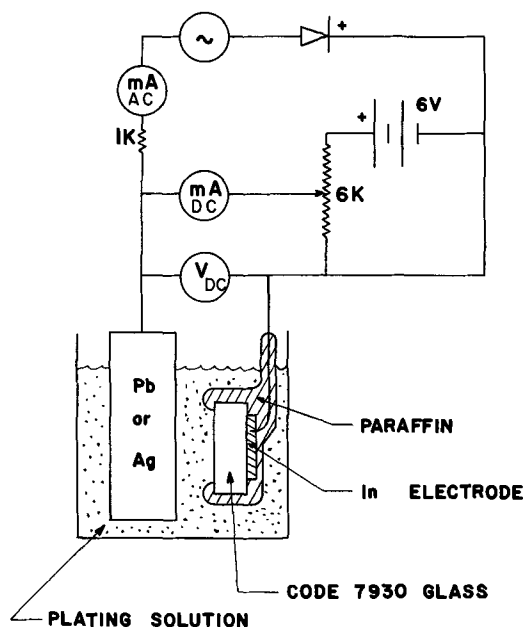 ~
+
mA
AC
1K
6V
+
mA
DC
6K
V DC
Pb
or
Ag
PARAFFIN
In ELECTRODE
CODE 7930 GLASS
PLATING SOLUTION